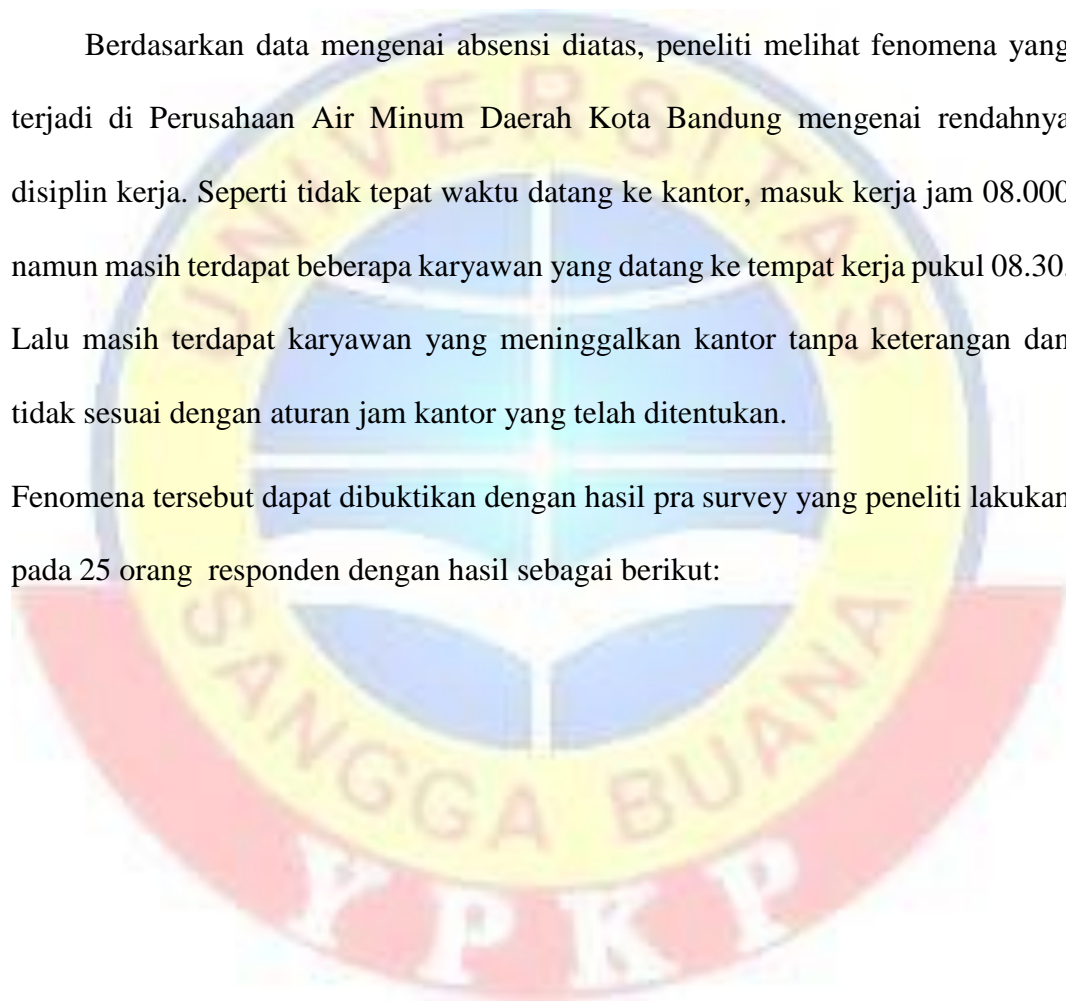 Berdasarkan data mengenai absensi diatas, peneliti melihat fenomena yang
terjadi di Perusahaan Air Minum Daerah Kota Bandung mengenai rendahnya
disiplin kerja. Seperti tidak tepat waktu datang ke kantor, masuk kerja jam 08.000
namun masih terdapat beberapa karyawan yang datang ke tempat kerja pukul 08.30.
Lalu masih terdapat karyawan yang meninggalkan kantor tanpa keterangan dan
tidak sesuai dengan aturan jam kantor yang telah ditentukan.
Fenomena tersebut dapat dibuktikan dengan hasil pra survey yang peneliti lakukan
pada 25 orang responden dengan hasil sebagai berikut:
UNIVERSITAS
SANGGA BUANA
YPKP